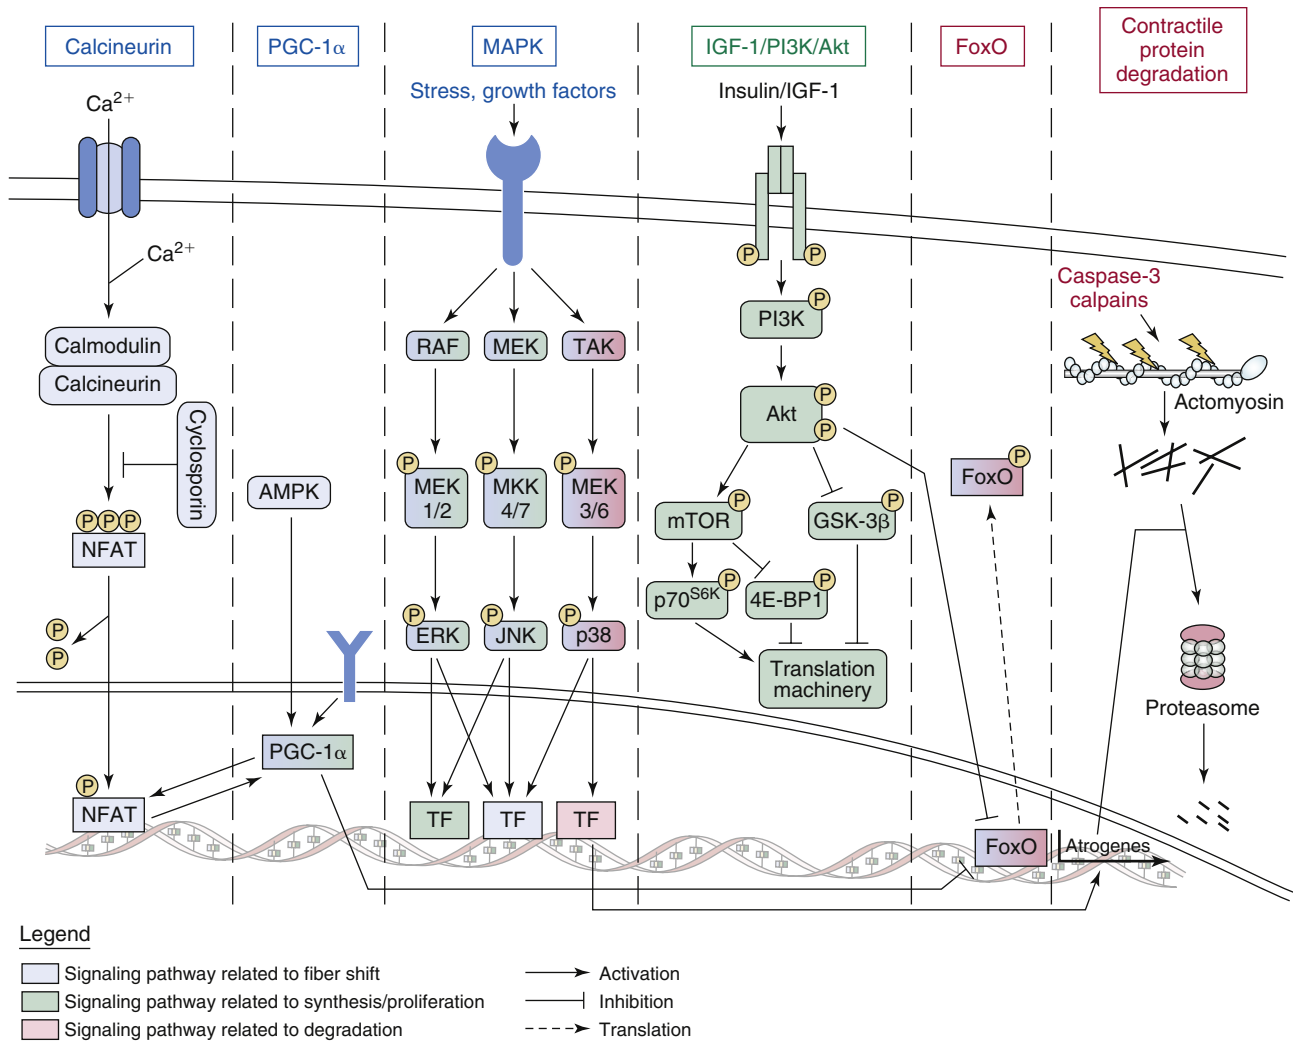 Calcineurin
PGC-1α
MAPK
IGF-1/PI3K/Akt
FoxO
Contractile
protein
degradation
Ca2+
Ca2+
Calmodulin
Calcineurin
Cyclosporin
P P P
NFAT
P
P
P
NFAT
AMPK
PGC-1α
Stress, growth factors
RAF
MEK
TAK
P
MEK
1/2
P
MKK
4/7
P
MEK
3/6
P
ERK
P
JNK
P
p38
TF
TF
TF
Insulin/IGF-1
P
P
P
PI3K
P
Akt
P
P
mTOR
P
GSK-3β
P
p70S6K
P
4E-BP1
Translation
machinery
P
FoxO
FoxO
Atrogenes
Caspase-3
calpains
Actomyosin
Proteasome
Legend
Signaling pathway related to fiber shift
Signaling pathway related to synthesis/proliferation
Signaling pathway related to degradation
Activation
Inhibition
Translation